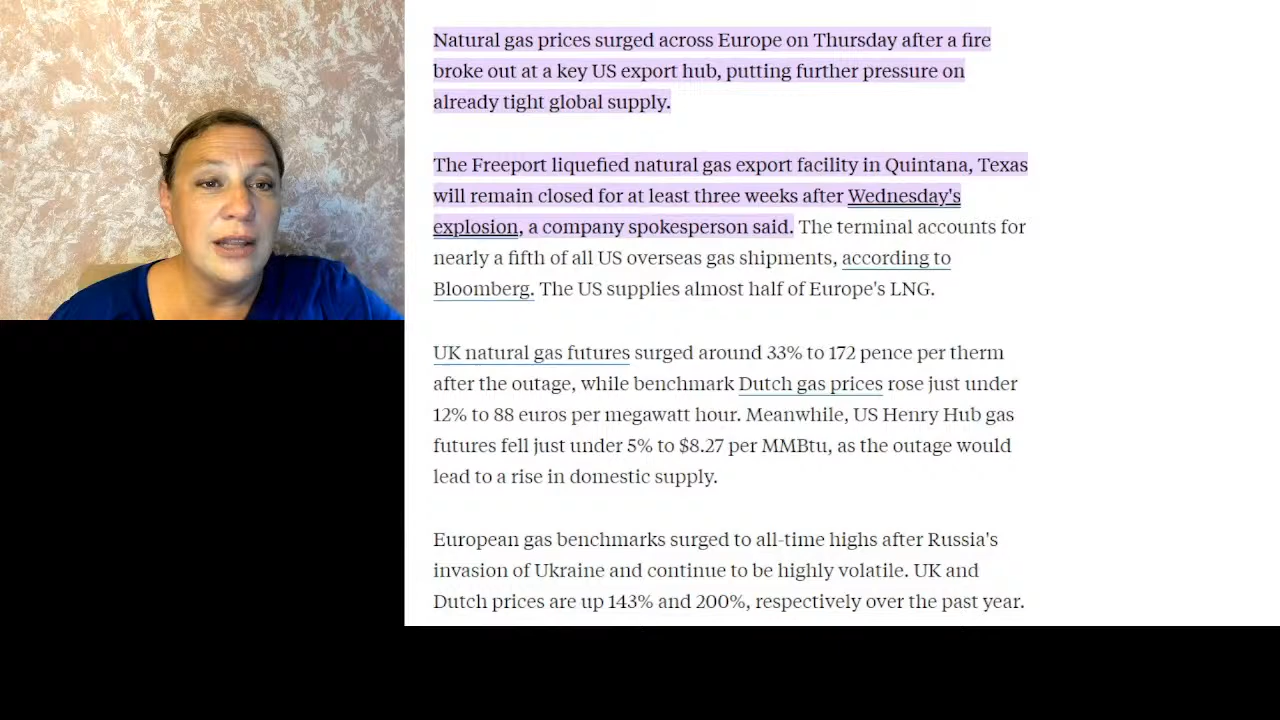 Natural gas prices surged across Europe on Thursday after a fire
broke out at a key US export hub, putting further pressure on
already tight global supply.
The Freeport liquefied natural gas export facility in Quintana, Texas
will remain closed for at least three weeks after Wednesday's
explosion, a company spokesperson said. The terminal accounts for
nearly a fifth of all US overseas gas shipments, according to
Bloomberg. The US supplies almost half of Europe's LNG.
UK natural gas futures surged around 33% to 172 pence per therm
after the outage, while benchmark Dutch gas prices rose just under
12% to 88 euros per megawatt hour. Meanwhile, US Henry Hub gas
futures fell just under 5% to $8.27 per MMBtu, as the outage would
lead to a rise in domestic supply.
European gas benchmarks surged to all-time highs after Russia's
invasion of Ukraine and continue to be highly volatile. UK and
Dutch prices are up 143% and 200%, respectively over the past year.